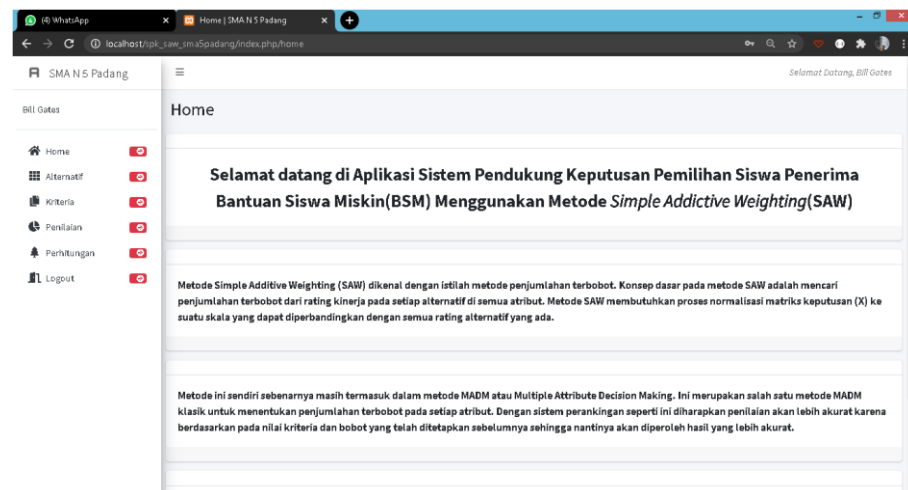 (4) WhatsApp
Home | SMA N 5 Padang
localhost/spk_saw_sma5padang/index.php/home
SMA N 5 Padang
Selamat Datang, Bill Gates
Bill Gates
Home
Home
Alternatif
Kriteria
Penilaian
Perhitungan
Logout
Selamat datang di Aplikasi Sistem Pendukung Keputusan Pemilihan Siswa Penerima
Bantuan Siswa Miskin(BSM) Menggunakan Metode Simple Addictive Weighting(SAW)
Metode Simple Additive Weighting (SAW) dikenal dengan istilah metode penjumlahan terbobot. Konsep dasar pada metode SAW adalah mencari
penjumlahan terbobot dari rating kinerja pada setiap alternatif di semua atribut. Metode SAW membutuhkan proses normalisasi matriks keputusan (X) ke
suatu skala yang dapat diperbandingkan dengan semua rating alternatif yang ada.
Metode ini sendiri sebenarnya masih termasuk dalam metode MADM atau Multiple Attribute Decision Making. Ini merupakan salah satu metode MADM
klasik untuk menentukan penjumlahan terbobot pada setiap atribut. Dengan sistem perankingan seperti ini diharapkan penilaian akan lebih akurat karena
berdasarkan pada nilai kriteria dan bobot yang telah ditetapkan sebelumnya sehingga nantinya akan diperoleh hasil yang lebih akurat.